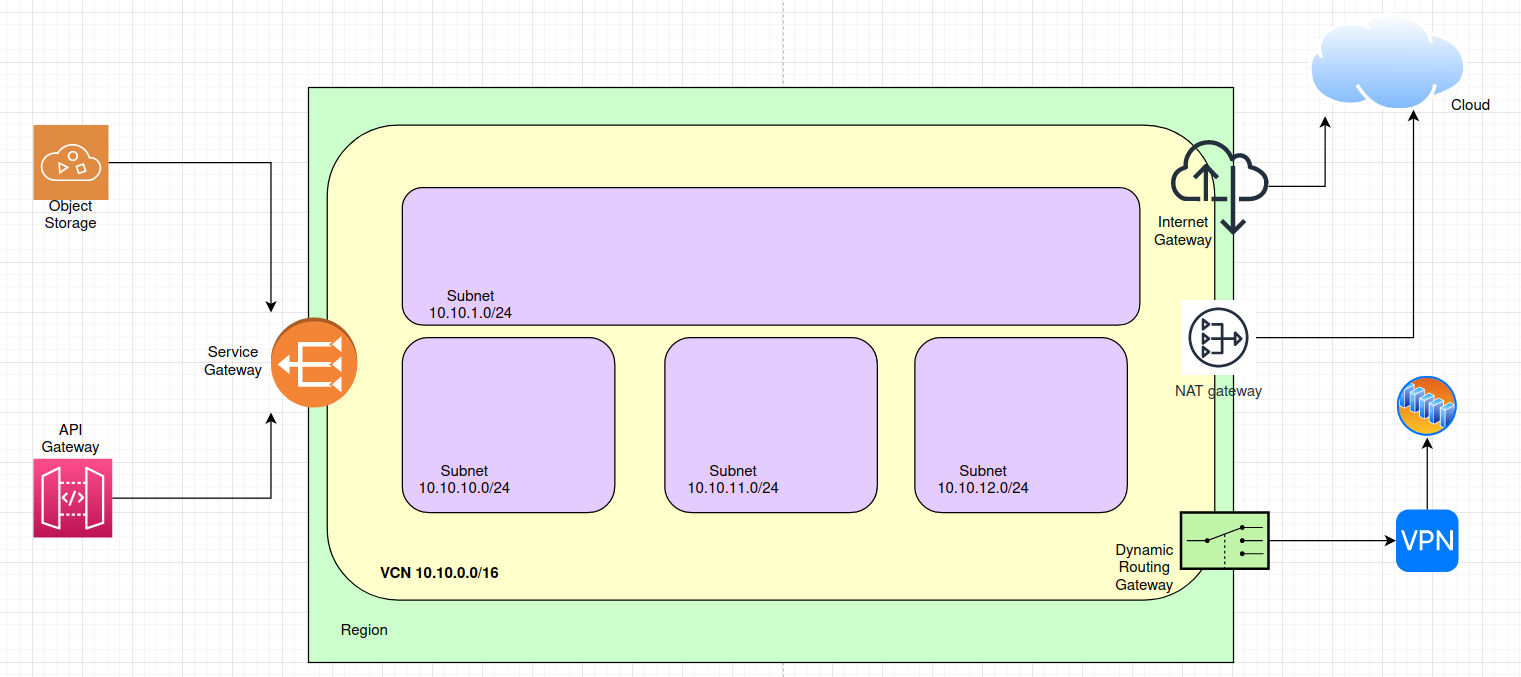 Cloud
Object
Storage
Internet
Gateway
Subnet
10.10.1.0/24
Service
Gateway
NAT gateway
API
Gateway
Subnet
10.10.10.0/24
Subnet
10.10.11.0/24
Subnet
10.10.12.0/24
</>
VPN
Dynamic
Routing
Gateway
VCN 10.10.0.0/16
Region